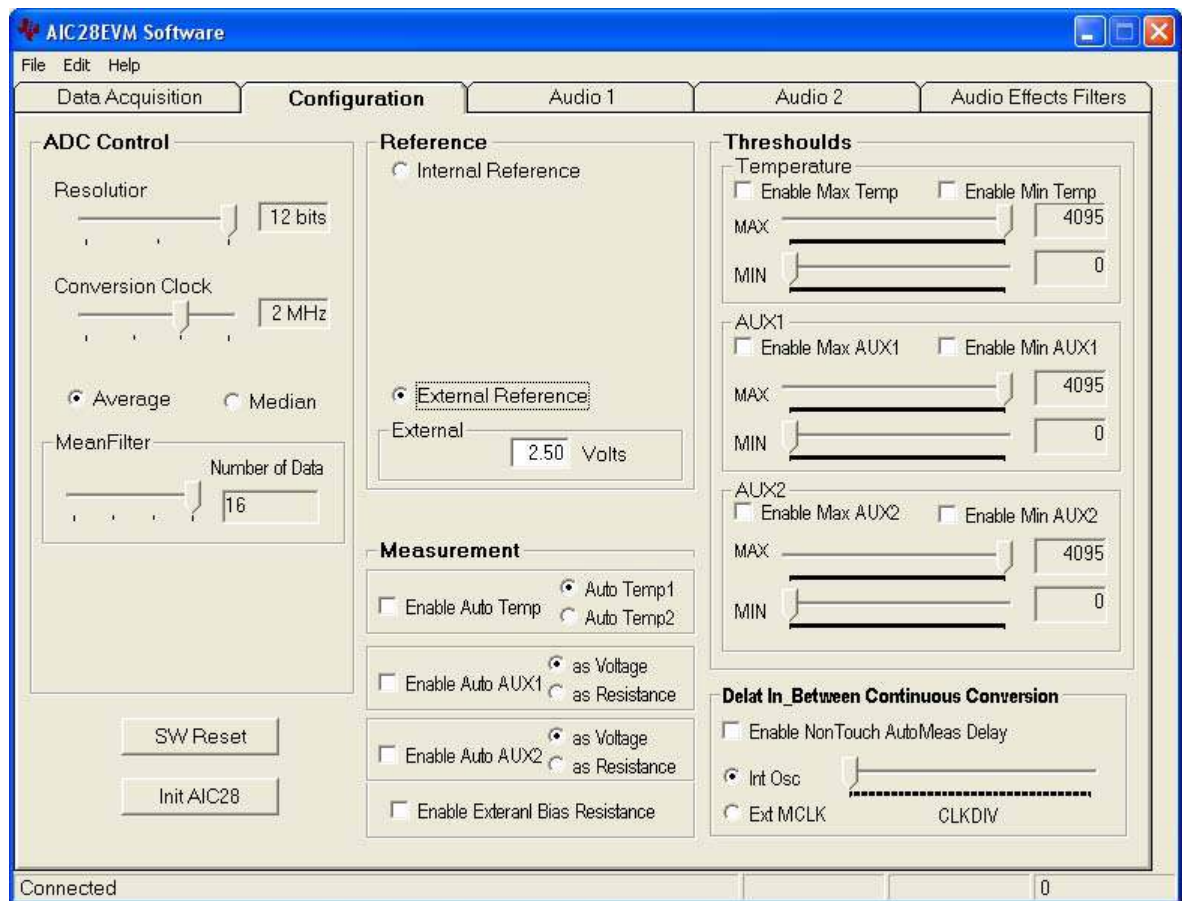 AIC28EVM Software
File Edit Help
Data Acquisition
Configuration
Audio 1
Audio 2
Audio Effects Filters
ADC Control
Resolutior
12 bits
Conversion Clock
2 MHz
Average
Median
MeanFilter
Number of Data
16
SW Reset
Init AIC28
Reference
Internal Reference
External Reference
External
2.50 Volts
Measurement
Enable Auto Temp
Auto Temp1
Auto Temp2
Enable Auto AUX1
as Voltage
as Resistance
Enable Auto AUX2
as Voltage
as Resistance
Enable Exteranl Bias Resistance
Threshoulds
Temperature
Enable Max Temp
Enable Min Temp
MAX
4095
MIN
0
AUX1
Enable Max AUX1
Enable Min AUX1
MAX
4095
MIN
0
AUX2
Enable Max AUX2
Enable Min AUX2
MAX
4095
MIN
0
Delat In_Between Continuous Conversion
Enable NonTouch AutoMeas Delay
Int Osc
Ext MCLK
CLKDIV
Connected
0